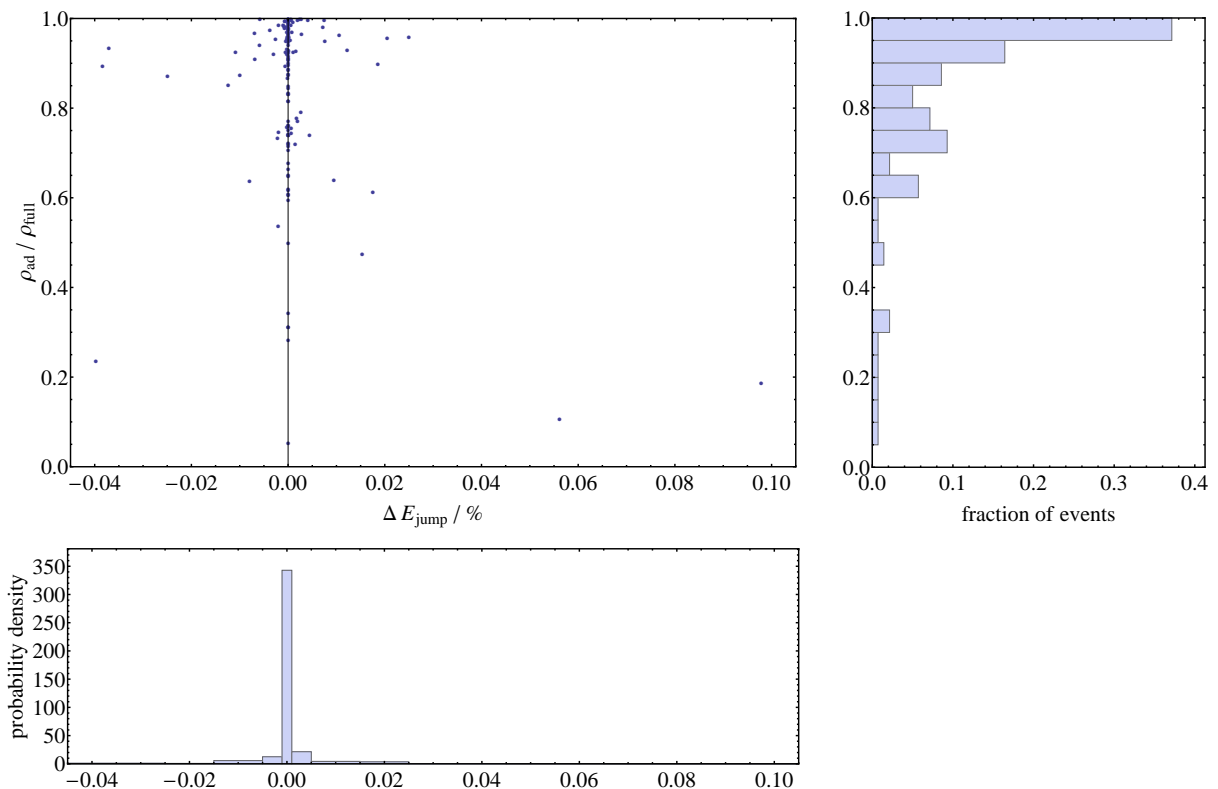 1.0
0.8
0.6
0.4
0.2
0.0
ρad / ρfull
−0.04 −0.02 0.00 0.02 0.04 0.06 0.08 0.10
Δ Ejump / %
1.0
0.8
0.6
0.4
0.2
0.0
0.0 0.1 0.2 0.3 0.4
fraction of events
350
300
250
200
150
100
50
0
probability density
−0.04 −0.02 0.00 0.02 0.04 0.06 0.08 0.10